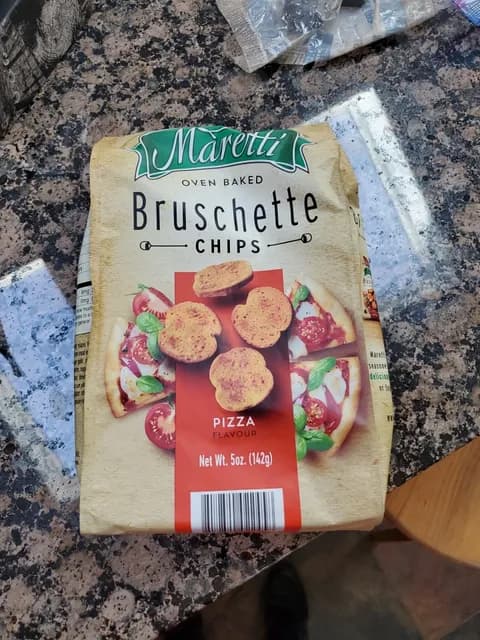 Maretti
OVEN BAKED
Bruschette
CHIPS
PIZZA
FLAVOUR
Net Wt. 5oz. (142g)